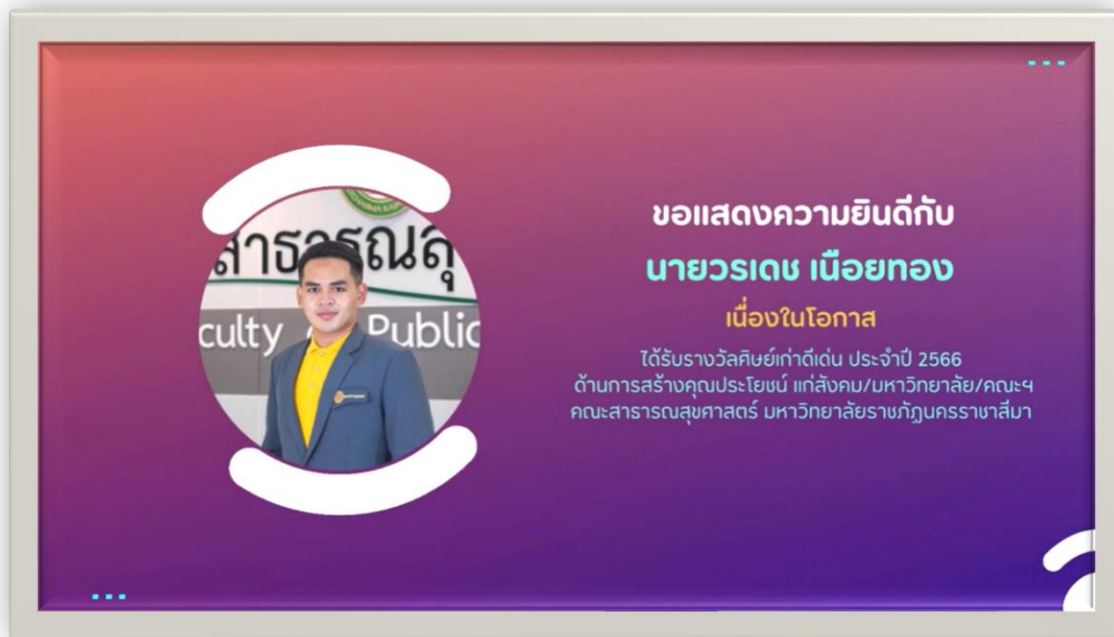 สาธารณสุ
culty
Public
ขอแสดงความยินดีกับ
นายวรเดช เนือยทอง
เนื่องในโอกาส
ได้รับรางวัลศิษย์เก่าดีเด่น ประจำปี 2566
ด้านการสร้างคุณประโยชน์ แก่สังคม/มหาวิทยาลัย/คณะฯ
คณะสาธารณสุขศาสตร์ มหาวิทยาลัยราชภัฏนครราชาสีมา